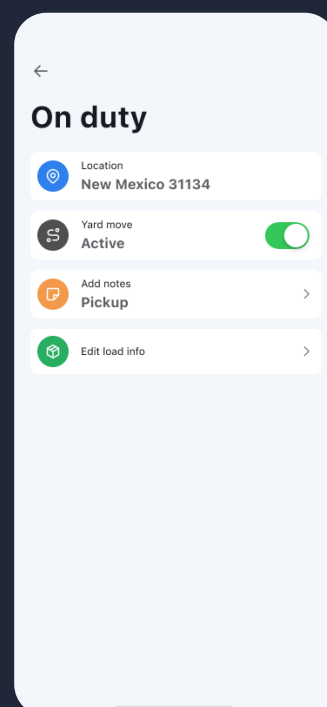 On duty
Location
New Mexico 31134
Yard move
Active
Add notes
Pickup
Edit load info